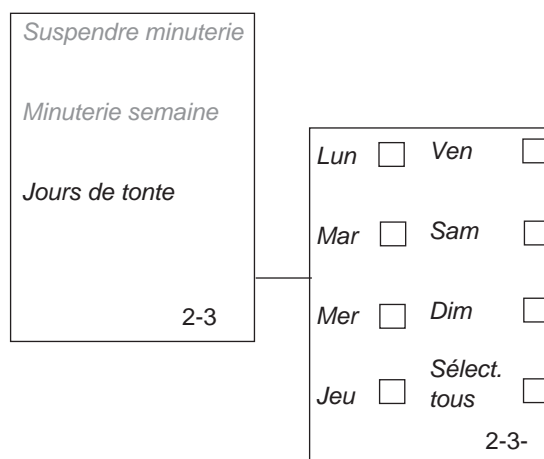 Suspendre minuterie
Minuterie semaine
Jours de tonte
2-3
Lun Ven
Mar Sam
Mer Dim
Jeu Sélect. tous
2-3-